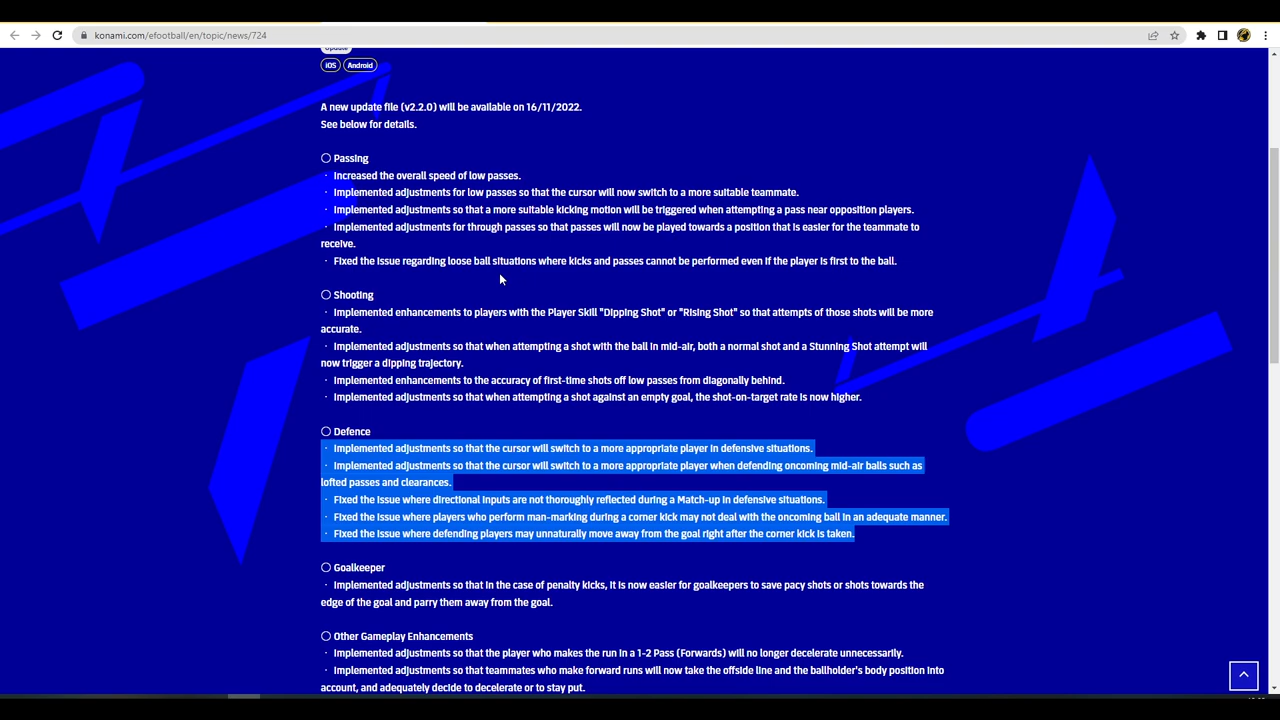 konami.com/efootball/en/topic/news/724
Update
iOS Android
A new update file (v2.2.0) will be available on 16/11/2022.
See below for details.
○ Passing
・ Increased the overall speed of low passes.
・ Implemented adjustments for low passes so that the cursor will now switch to a more suitable teammate.
・ Implemented adjustments so that a more suitable kicking motion will be triggered when attempting a pass near opposition players.
・ Implemented adjustments for through passes so that passes will now be played towards a position that is easier for the teammate to
receive.
・ Fixed the issue regarding loose ball situations where kicks and passes cannot be performed even if the player is first to the ball.
○ Shooting
・ Implemented enhancements to players with the Player Skill "Dipping Shot" or "Rising Shot" so that attempts of those shots will be more
accurate.
・ Implemented adjustments so that when attempting a shot with the ball in mid-air, both a normal shot and a Stunning Shot attempt will
now trigger a dipping trajectory.
・ Implemented enhancements to the accuracy of first-time shots off low passes from diagonally behind.
・ Implemented adjustments so that when attempting a shot against an empty goal, the shot-on-target rate is now higher.
○ Defence
・ Implemented adjustments so that the cursor will switch to a more appropriate player in defensive situations.
・ Implemented adjustments so that the cursor will switch to a more appropriate player when defending oncoming mid-air balls such as
lofted passes and clearances.
・ Fixed the issue where directional inputs are not thoroughly reflected during a Match-up in defensive situations.
・ Fixed the issue where players who perform man-marking during a corner kick may not deal with the oncoming ball in an adequate manner.
・ Fixed the issue where defending players may unnaturally move away from the goal right after the corner kick is taken.
○ Goalkeeper
・ Implemented adjustments so that in the case of penalty kicks, it is now easier for goalkeepers to save pacy shots or shots towards the
edge of the goal and parry them away from the goal.
○ Other Gameplay Enhancements
・ Implemented adjustments so that the player who makes the run in a 1-2 Pass (Forwards) will no longer decelerate unnecessarily.
・ Implemented adjustments so that teammates who make forward runs will now take the offside line and the ballholder's body position into
account, and adequately decide to decelerate or to stay put.